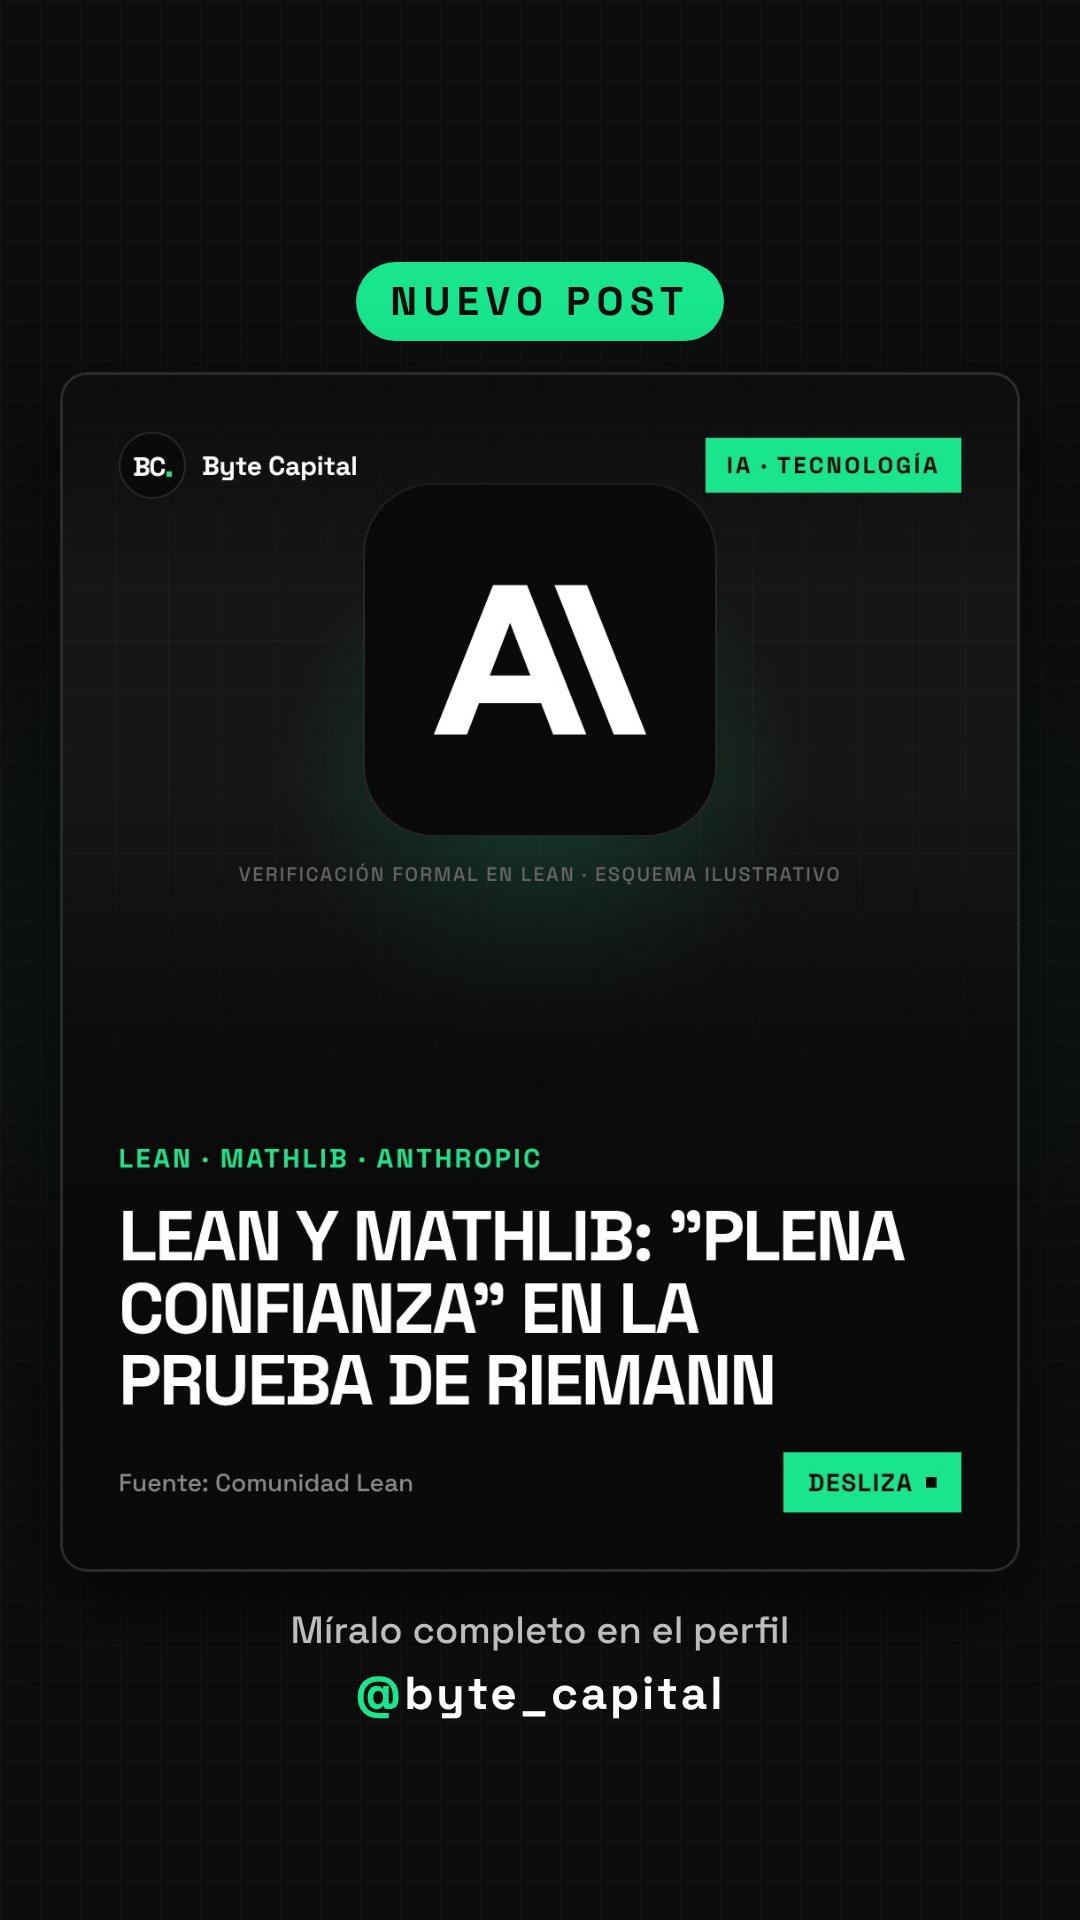 NUEVO POST
BC.
Byte Capital
IA · TECNOLOGÍA
A\
VERIFICACIÓN FORMAL EN LEAN · ESQUEMA ILUSTRATIVO
LEAN · MATHLIB · ANTHROPIC
LEAN Y MATHLIB: ”PLENA
CONFIANZA” EN LA
PRUEBA DE RIEMANN
Fuente: Comunidad Lean
DESLIZA ▪
Míralo completo en el perfil
@byte_capital